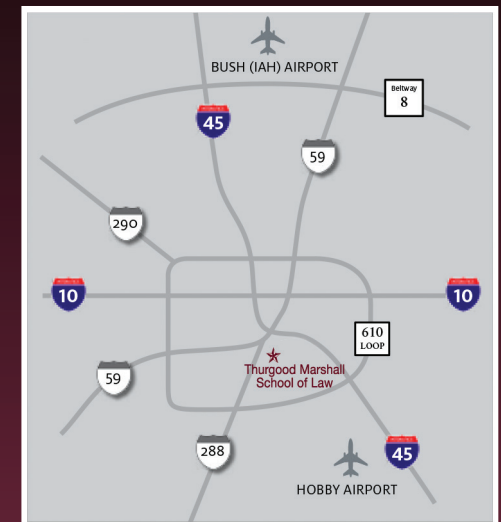 BUSH (IAH) AIRPORT
Beltway
8
45
59
290
10
10
610
LOOP
Thurgood Marshall
School of Law
59
288
45
HOBBY AIRPORT